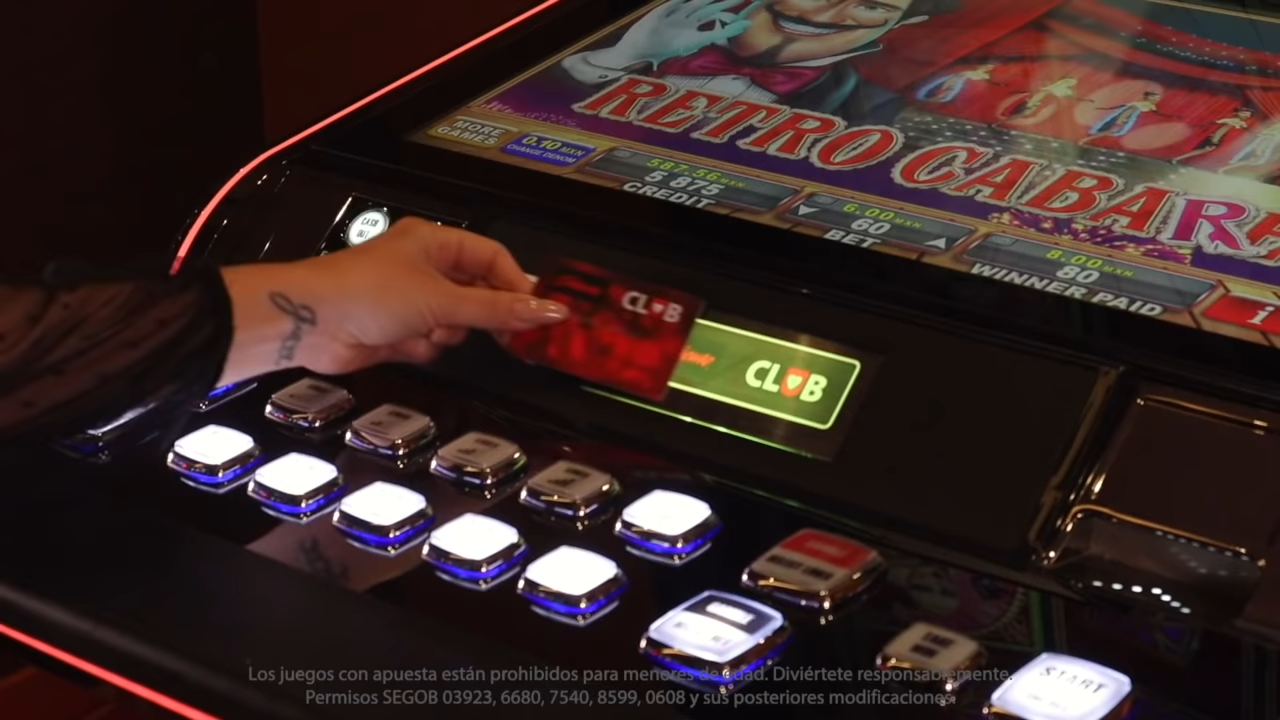 RETRO CABAR
MORE
GAMES
0.10 MXN
CHANGE DENOM
587.56 MXN
5 875
CREDIT
6.00 MXN
60
BET
8.00 MXN
80
WINNER PAID
i
CASH
OUT
CLUB
CLUB
START
Los juegos con apuesta están prohibidos para menores de edad. Diviértete responsablemente.
Permisos SEGOB 03923, 6680, 7540, 8599, 0608 y sus posteriores modificaciones.